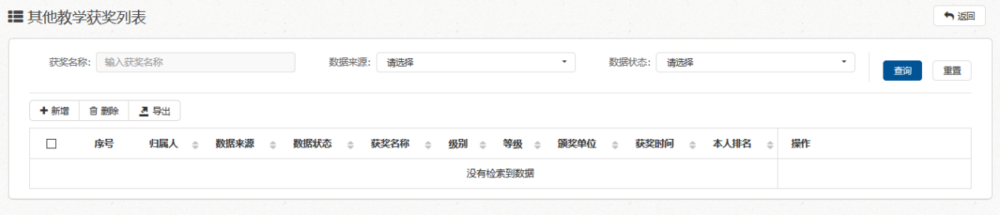 其他教学获奖列表
返回
获奖名称: 输入获奖名称 数据来源: 请选择 数据状态: 请选择 查询 重置
新增 删除 导出
序号 归属人 数据来源 数据状态 获奖名称 级别 等级 颁奖单位 获奖时间 本人排名 操作
没有检索到数据